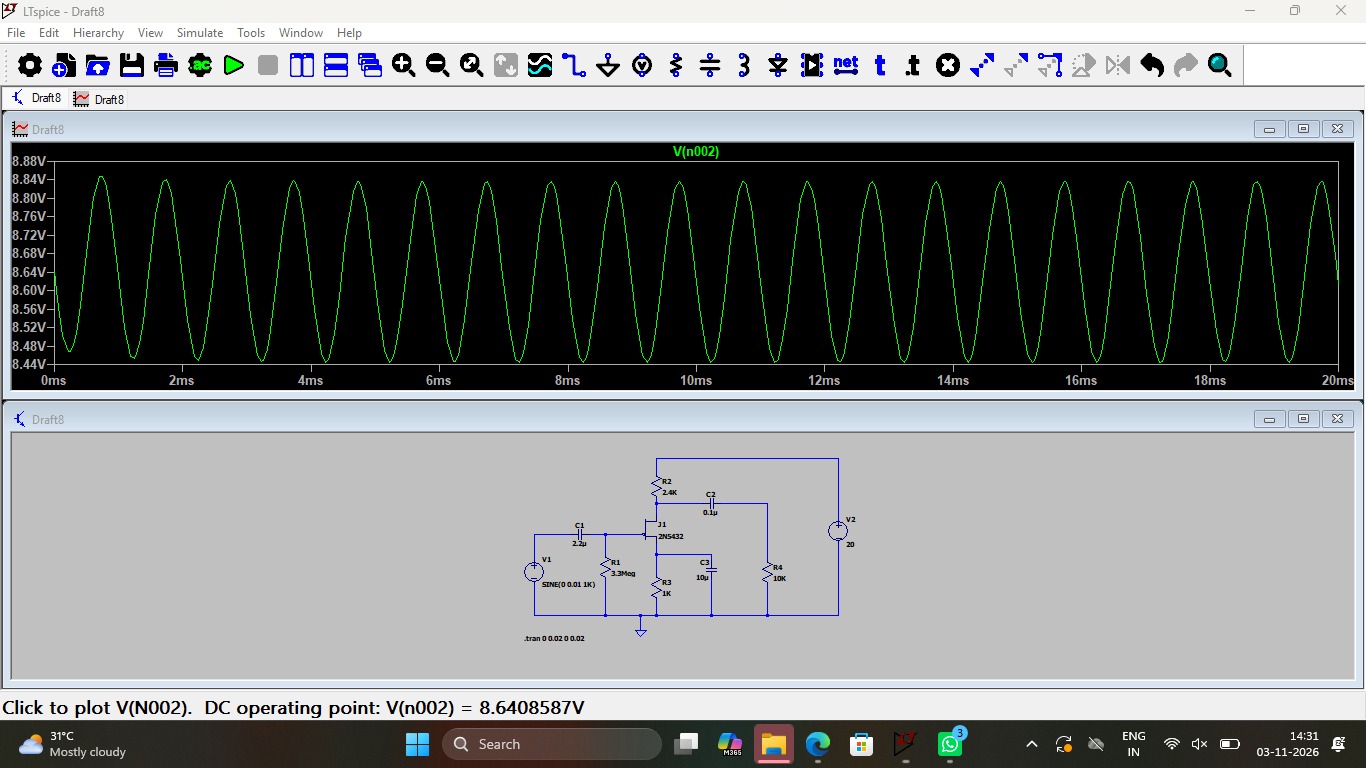 LTspice - Draft8
File Edit Hierarchy View Simulate Tools Window Help
Draft8 Draft8
Draft8
V(n002)
8.88V
8.84V
8.80V
8.76V
8.72V
8.68V
8.64V
8.60V
8.56V
8.52V
8.48V
8.44V
0ms 2ms 4ms 6ms 8ms 10ms 12ms 14ms 16ms 18ms 20ms
Draft8
R2
2.4K
C2
0.1µ
V2
20
C1
2.2µ
J1
2N5432
V1
SINE(0 0.01 1K)
R1
3.3Meg
C3
10µ
R3
1K
R4
10K
.tran 0 0.02 0 0.02
Click to plot V(N002). DC operating point: V(n002) = 8.6408587V
31°C
Mostly cloudy
Search
M365
3
ENG
IN
14:31
03-11-2026